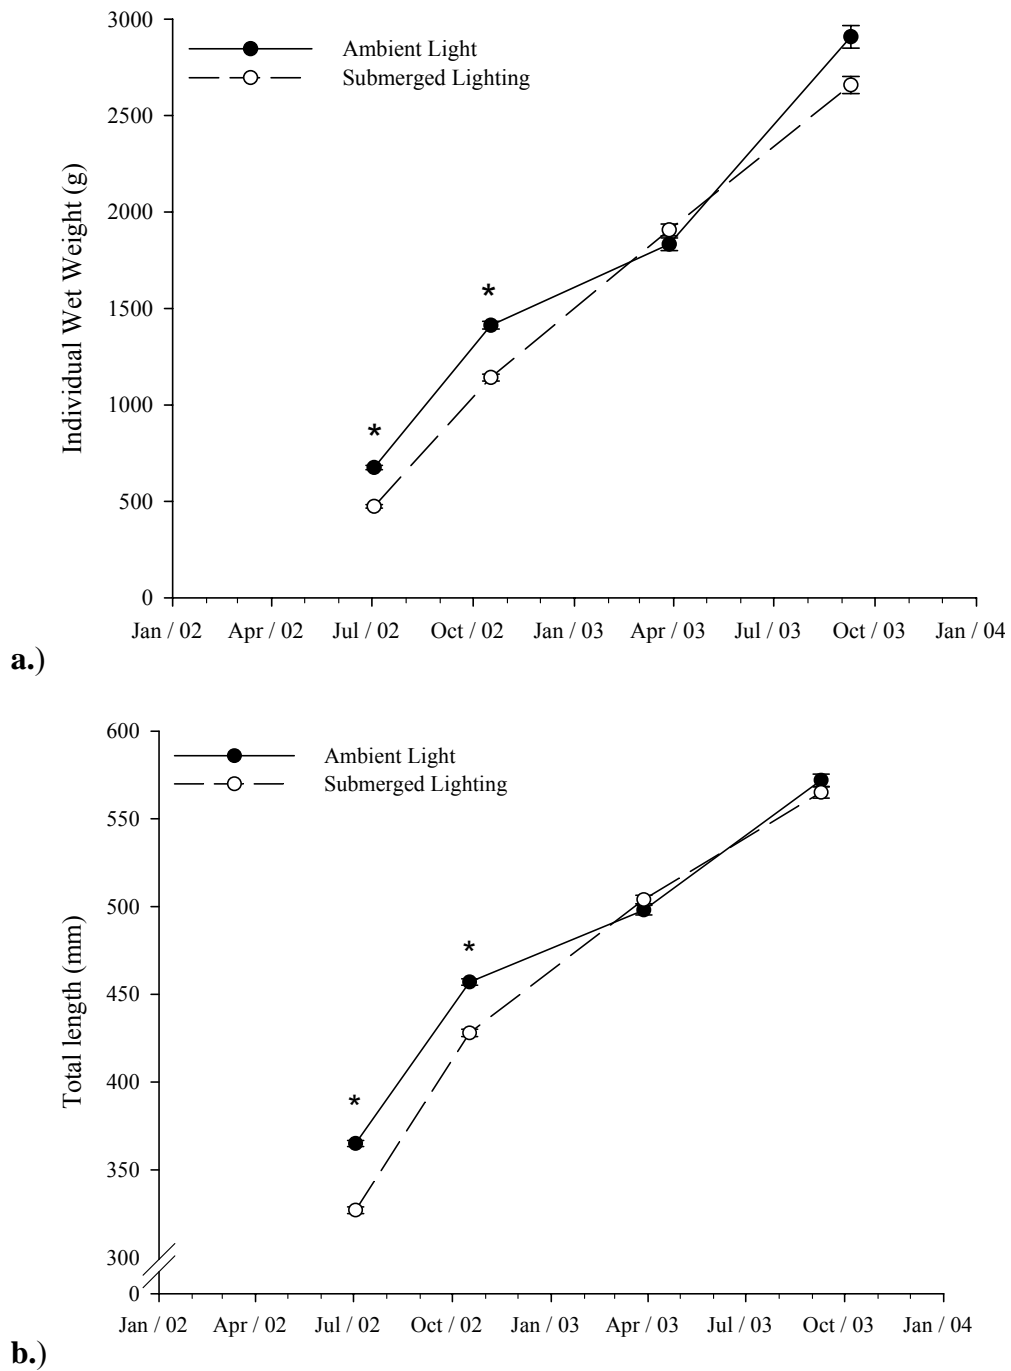 3000
Ambient Light
Submerged Lighting
2500
2000
*
1500
1000
*
500
0
Individual Wet Weight (g)
Jan / 02 Apr / 02 Jul / 02 Oct / 02 Jan / 03 Apr / 03 Jul / 03 Oct / 03 Jan / 04
a.)
600
Ambient Light
Submerged Lighting
550
500
*
450
400
*
350
300
0
Total length (mm)
Jan / 02 Apr / 02 Jul / 02 Oct / 02 Jan / 03 Apr / 03 Jul / 03 Oct / 03 Jan / 04
b.)